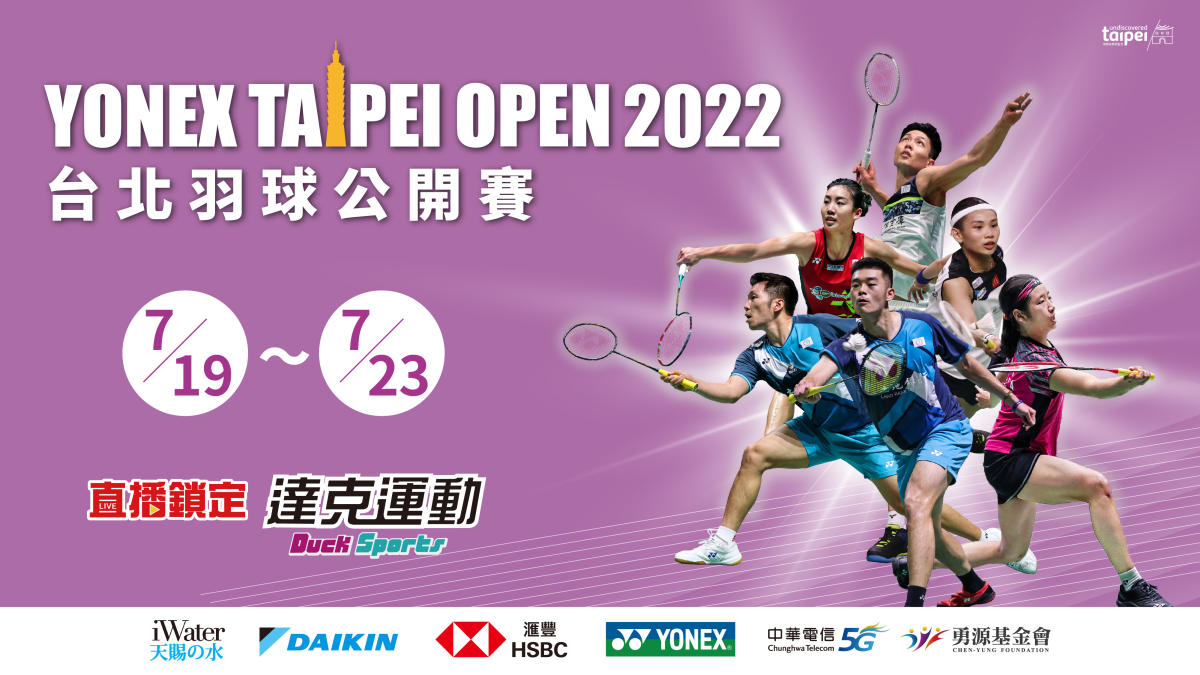 undiscovered
taipei
YONEX TAIPEI OPEN 2022
台北羽球公開賽
7/19 ~ 7/23
直播鎖定
LIVE
達克運動
Duck Sports
iWater
天賜の水
DAIKIN
滙豐
HSBC
YONEX
中華電信
Chunghwa Telecom
5G
勇源基金會
CHEN-YUNG FOUNDATION